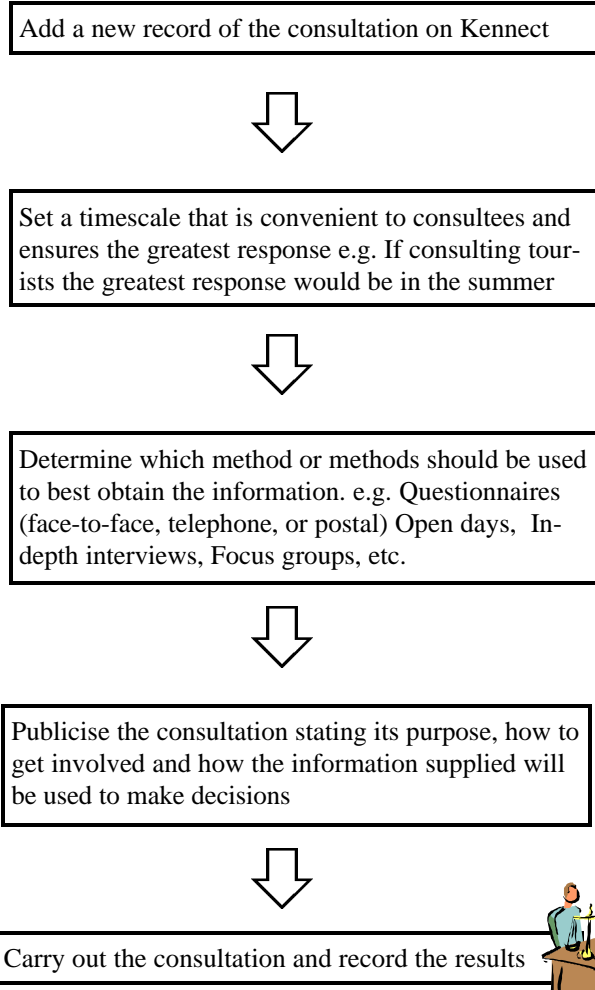 Add a new record of the consultation on Kennect
Set a timescale that is convenient to consultees and
ensures the greatest response e.g. If consulting tour-
ists the greatest response would be in the summer
Determine which method or methods should be used
to best obtain the information. e.g. Questionnaires
(face-to-face, telephone, or postal) Open days, In-
depth interviews, Focus groups, etc.
Publicise the consultation stating its purpose, how to
get involved and how the information supplied will
be used to make decisions
Carry out the consultation and record the results